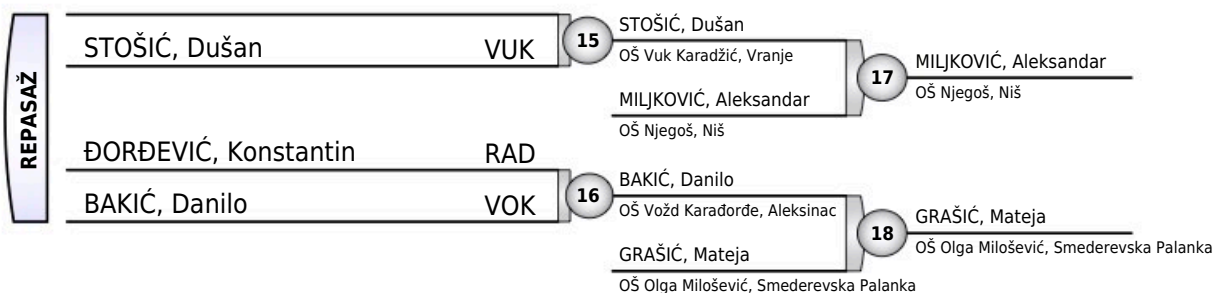 REPASAŽ
STOŠIĆ, Dušan VUK
15
STOŠIĆ, Dušan
OŠ Vuk Karadžić, Vranje
MILJKOVIĆ, Aleksandar
OŠ Njegoš, Niš
17
MILJKOVIĆ, Aleksandar
OŠ Njegoš, Niš
ĐORĐEVIĆ, Konstantin RAD
BAKIĆ, Danilo VOK
16
BAKIĆ, Danilo
OŠ Vožd Karađorđe, Aleksinac
GRAŠIĆ, Mateja
OŠ Olga Milošević, Smederevska Palanka
18
GRAŠIĆ, Mateja
OŠ Olga Milošević, Smederevska Palanka